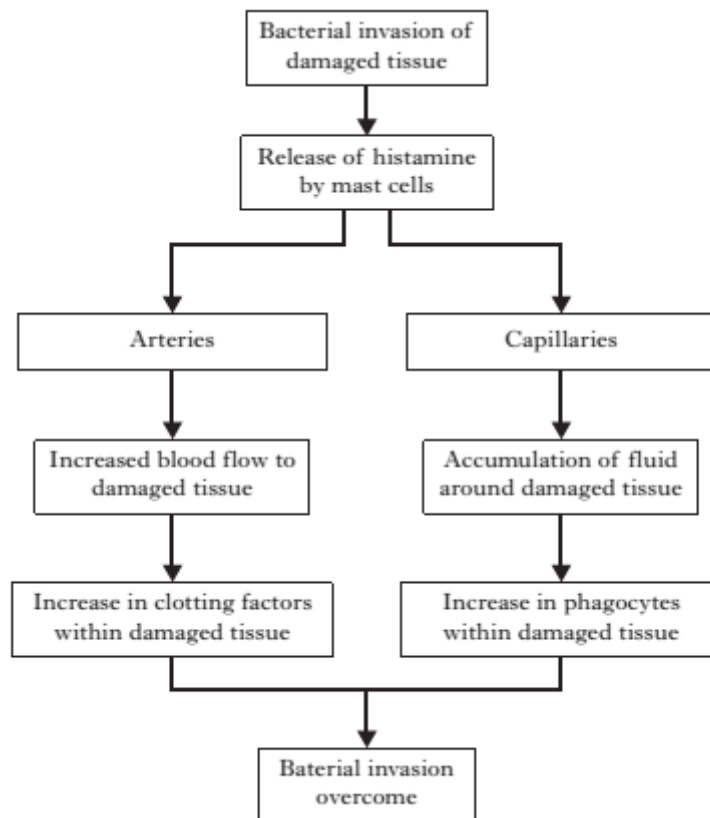 Bacterial invasion of
damaged tissue
Release of histamine
by mast cells
Arteries
Capillaries
Increased blood flow to
damaged tissue
Accumulation of fluid
around damaged tissue
Increase in clotting factors
within damaged tissue
Increase in phagocytes
within damaged tissue
Baterial invasion
overcome